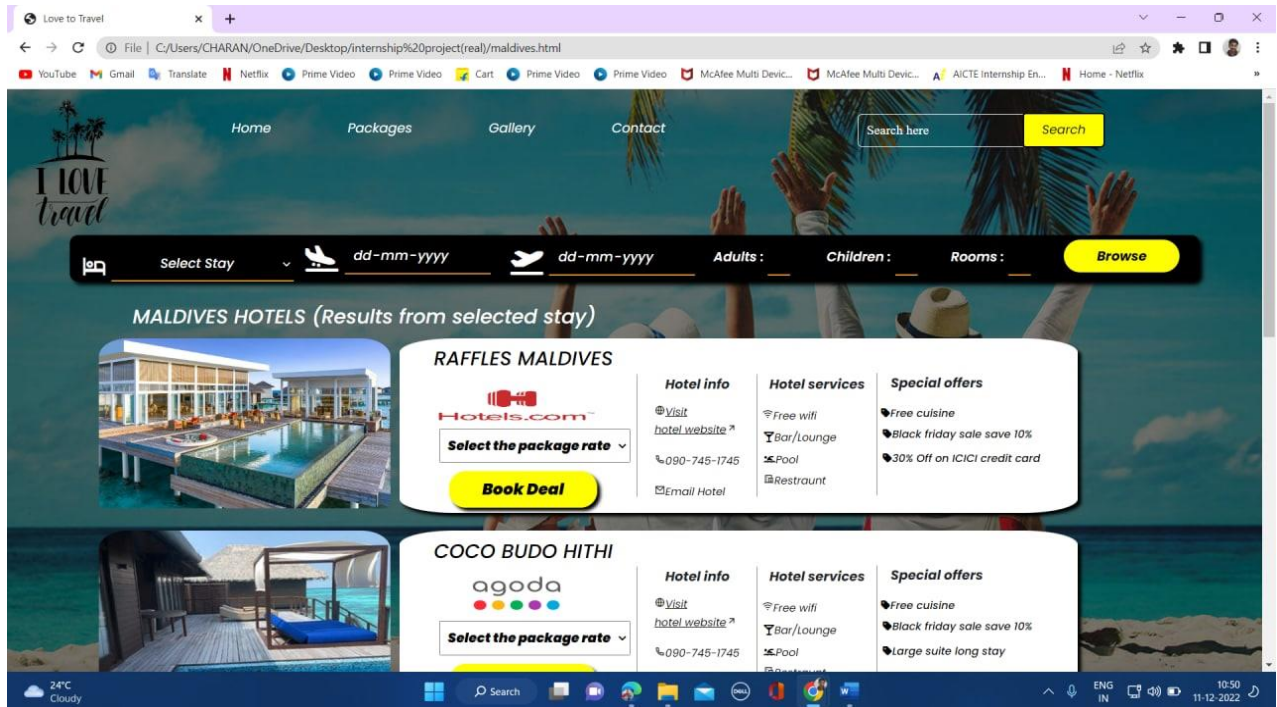 Love to Travel
File | C:/Users/CHARAN/OneDrive/Desktop/internship%20project(real)/maldives.html
YouTube Gmail Translate Netflix Prime Video Prime Video Cart Prime Video Prime Video McAfee Multi Devic... McAfee Multi Devic... AICTE Internship En... Home - Netflix »
I LOVE
travel
Home Packages Gallery Contact Search here Search
Select Stay dd-mm-yyyy dd-mm-yyyy Adults : Children : Rooms : Browse
MALDIVES HOTELS (Results from selected stay)
RAFFLES MALDIVES
Hotels.com
Select the package rate
Book Deal
Hotel info
Visit
hotel website
090-745-1745
Email Hotel
Hotel services
Free wifi
Bar/Lounge
Pool
Restraunt
Special offers
Free cuisine
Black friday sale save 10%
30% Off on ICICI credit card
COCO BUDO HITHI
agoda
Select the package rate
Hotel info
Visit
hotel website
090-745-1745
Hotel services
Free wifi
Bar/Lounge
Pool
Restraunt
Special offers
Free cuisine
Black friday sale save 10%
Large suite long stay
24°C
Cloudy
Search
DELL
W
ENG
IN
10:50
11-12-2022